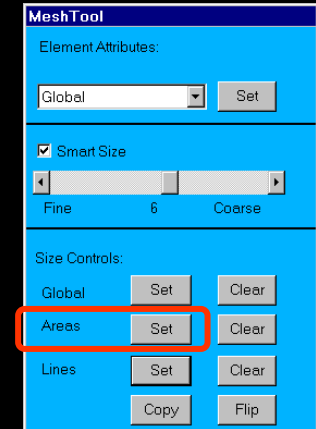 MeshTool
Element Attributes:
Global Set
Smart Size
Fine 6 Coarse
Size Controls:
Global Set Clear
Areas Set Clear
Lines Set Clear
Copy Flip